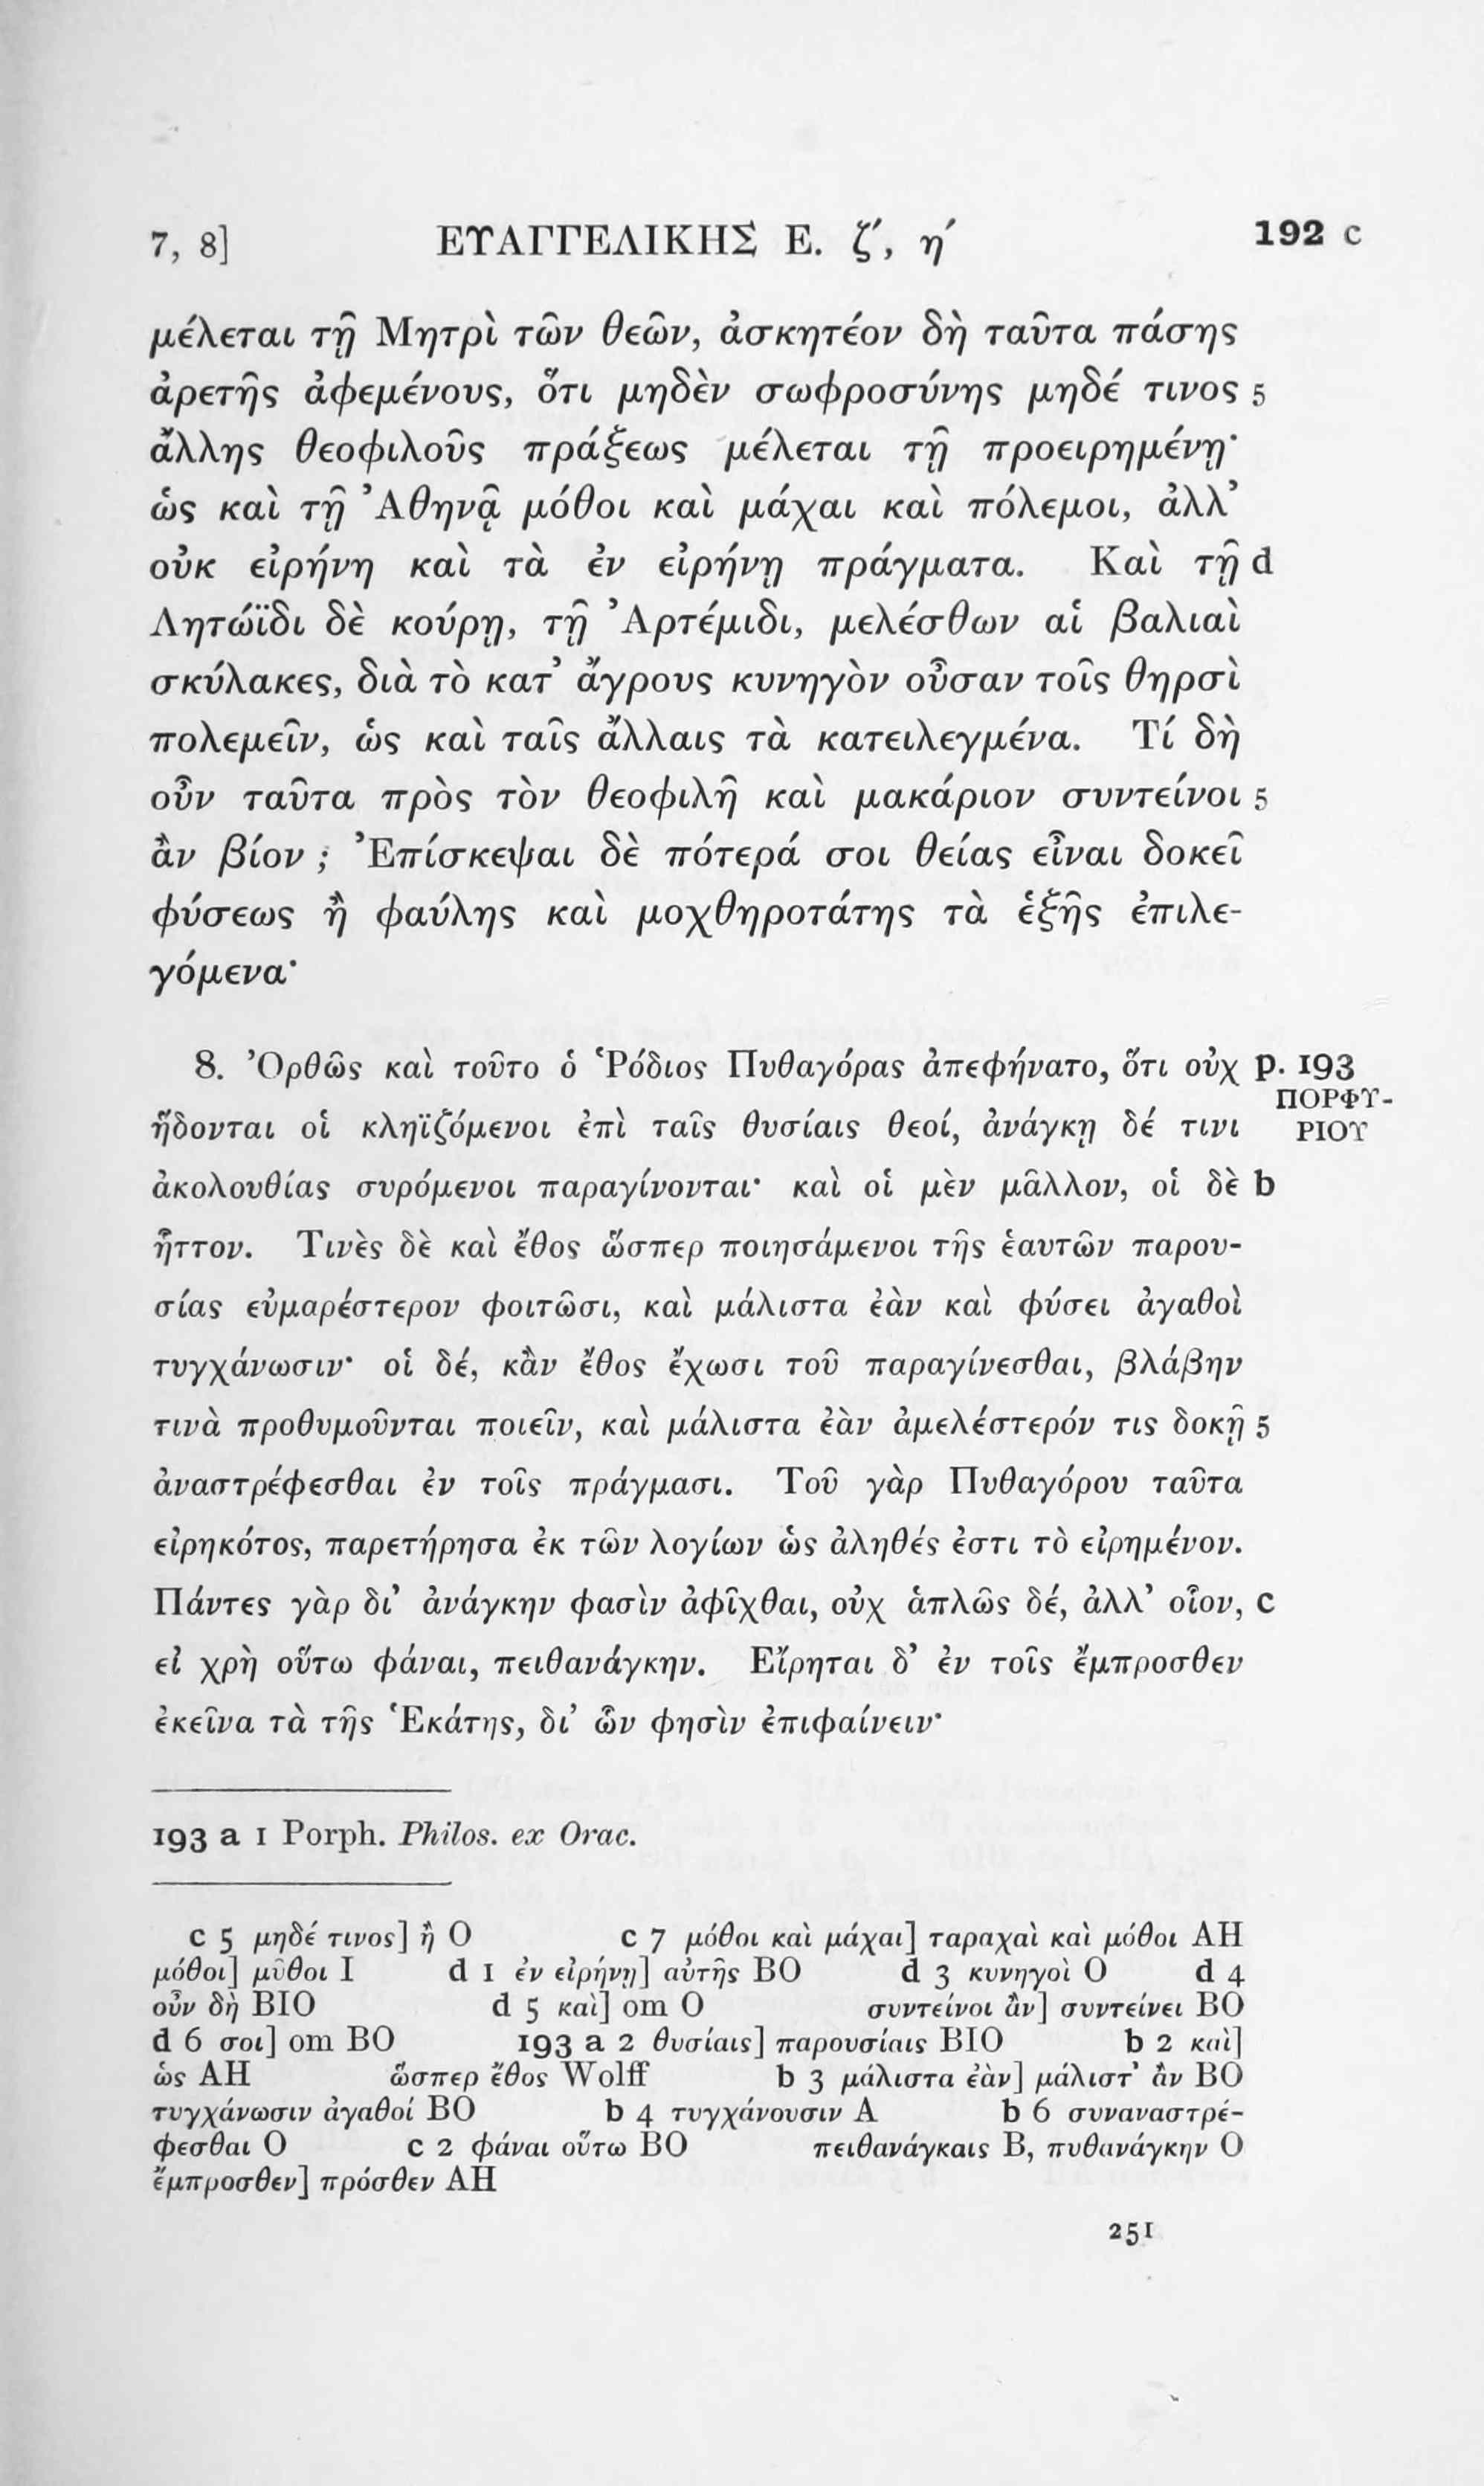 7, 8] ΕΥΑΓΓΕΛΙΚΗΣ Ε. ζ′, η′ 192 c
μέλεται τῇ Μητρὶ τῶν θεῶν, ἀσκητέον δὴ ταῦτα πάσης
ἀρετῆς ἀφεμένους, ὅτι μηδὲν σωφροσύνης μηδέ τινος 5
ἄλλης θεοφιλοῦς πράξεως μέλεται τῇ προειρημένῃ·
ὡς καὶ τῇ Ἀθηνᾷ μόθοι καὶ μάχαι καὶ πόλεμοι, ἀλλ’
οὐκ εἰρήνη καὶ τὰ ἐν εἰρήνῃ πράγματα. Καὶ τῇ d
Λητωΐδι δὲ κούρῃ, τῇ Ἀρτέμιδι, μελέσθων αἱ βαλιαὶ
σκύλακες, διὰ τὸ κατ’ ἄγρους κυνηγὸν οὖσαν τοῖς θηρσὶ
πολεμεῖν, ὡς καὶ ταῖς ἄλλαις τὰ κατειλεγμένα. Τί δὴ
οὖν ταῦτα πρὸς τὸν θεοφιλῆ καὶ μακάριον συντείνοι 5
ἂν βίον ; Ἐπίσκεψαι δὲ πότερά σοι θείας εἶναι δοκεῖ
φύσεως ἢ φαύλης καὶ μοχθηροτάτης τὰ ἑξῆς ἐπιλε-
γόμενα·
8. Ὀρθῶς καὶ τοῦτο ὁ Ῥόδιος Πυθαγόρας ἀπεφήνατο, ὅτι οὐχ p. 193
ΠΟΡΦΥ-
ἥδονται οἱ κληϊζόμενοι ἐπὶ ταῖς θυσίαις θεοί, ἀνάγκῃ δέ τινι ΡΙΟΥ
ἀκολουθίας συρόμενοι παραγίνονται· καὶ οἱ μὲν μᾶλλον, οἱ δὲ b
ἧττον. Τινὲς δὲ καὶ ἔθος ὥσπερ ποιησάμενοι τῆς ἑαυτῶν παρου-
σίας εὐμαρέστερον φοιτῶσι, καὶ μάλιστα ἐὰν καὶ φύσει ἀγαθοὶ
τυγχάνωσιν· οἱ δέ, κἂν ἔθος ἔχωσι τοῦ παραγίνεσθαι, βλάβην
τινὰ προθυμοῦνται ποιεῖν, καὶ μάλιστα ἐὰν ἀμελέστερόν τις δοκῇ 5
ἀναστρέφεσθαι ἐν τοῖς πράγμασι. Τοῦ γὰρ Πυθαγόρου ταῦτα
εἰρηκότος, παρετήρησα ἐκ τῶν λογίων ὡς ἀληθές ἐστι τὸ εἰρημένον.
Πάντες γὰρ δι’ ἀνάγκην φασὶν ἀφῖχθαι, οὐχ ἁπλῶς δέ, ἀλλ’ οἷον, c
εἰ χρὴ οὕτω φάναι, πειθανάγκην. Εἴρηται δ’ ἐν τοῖς ἔμπροσθεν
ἐκεῖνα τὰ τῆς Ἑκάτης, δι’ ὧν φησὶν ἐπιφαίνειν·
193 a 1 Porph. Philos. ex Orac.
c 5 μηδέ τινος] ἢ O c 7 μόθοι καὶ μάχαι] ταραχαὶ καὶ μόθοι AH
μόθοι] μῦθοι I d 1 ἐν εἰρήνῃ] αὐτῆς BO d 3 κυνηγοὶ O d 4
οὖν δὴ BIO d 5 καὶ] om O συντείνοι ἂν] συντείνει BO
d 6 σοι] om BO 193 a 2 θυσίαις] παρουσίαις BIO b 2 καὶ]
ὡς AH ὥσπερ ἔθος Wolff b 3 μάλιστα ἐὰν] μάλιστ’ ἂν BO
τυγχάνωσιν ἀγαθοί BO b 4 τυγχάνουσιν A b 6 συναναστρέ-
φεσθαι O c 2 φάναι οὕτω BO πειθανάγκαις B, πυθανάγκην O
ἔμπροσθεν] πρόσθεν AH
251